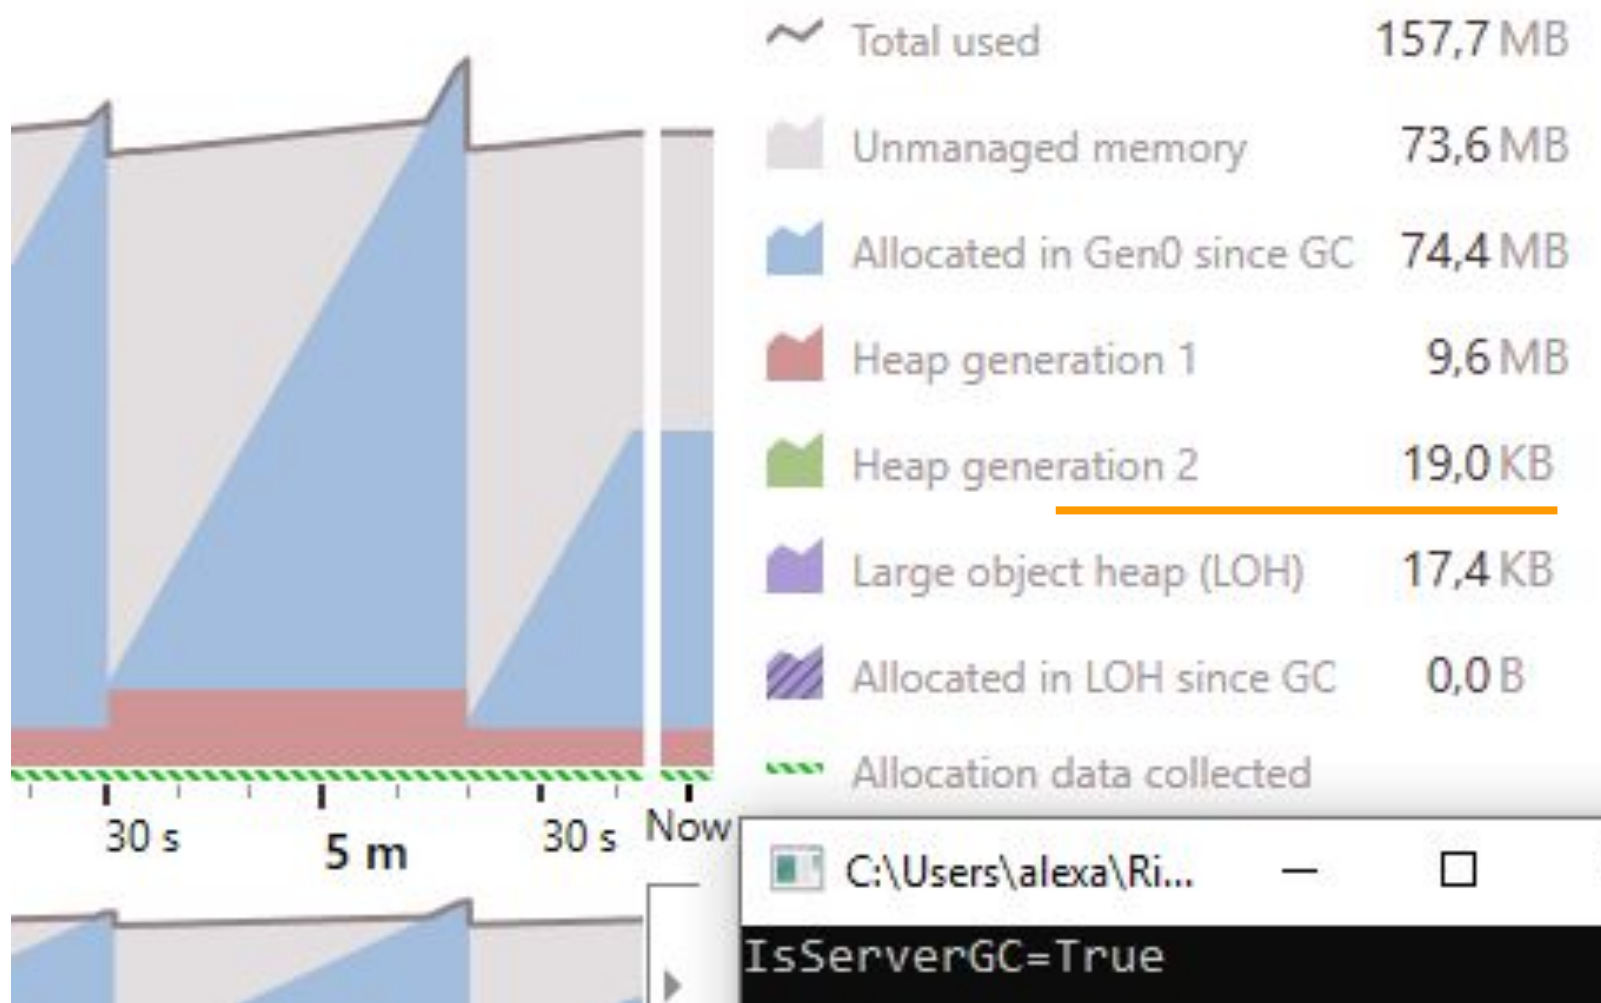 Total used 157,7 MB
Unmanaged memory 73,6 MB
Allocated in Gen0 since GC 74,4 MB
Heap generation 1 9,6 MB
Heap generation 2 19,0 KB
Large object heap (LOH) 17,4 KB
Allocated in LOH since GC 0,0 B
Allocation data collected
30 s 5 m 30 s Now
C:\Users\alexa\Ri...
IsServerGC=True